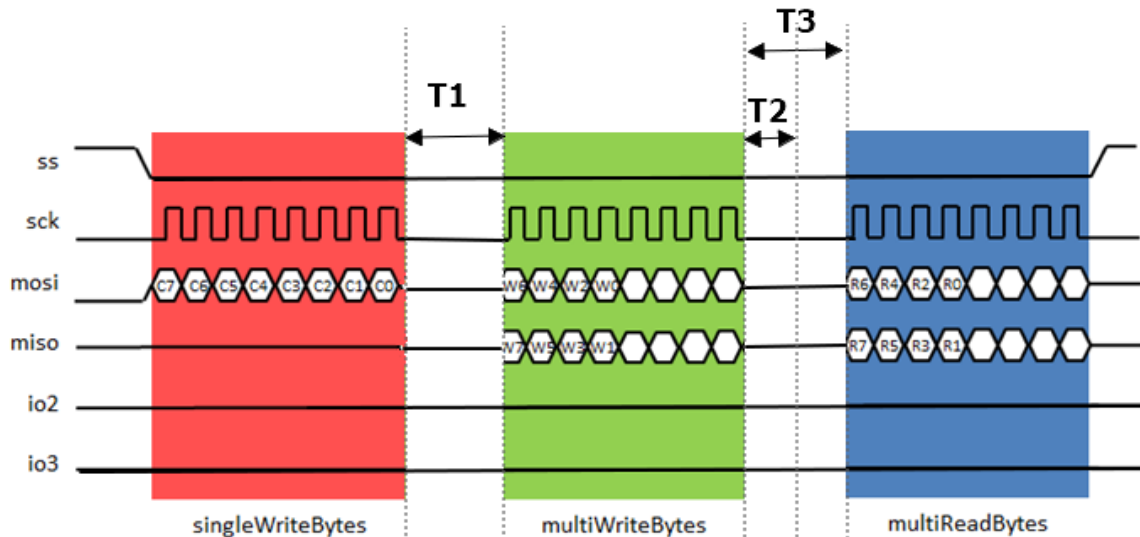 T3
T1
T2
ss
sck
mosi C7 C6 C5 C4 C3 C2 C1 C0 W6 W4 W2 W0 R6 R4 R2 R0
miso W7 W5 W3 W1 R7 R5 R3 R1
io2
io3
singleWriteBytes multiWriteBytes multiReadBytes